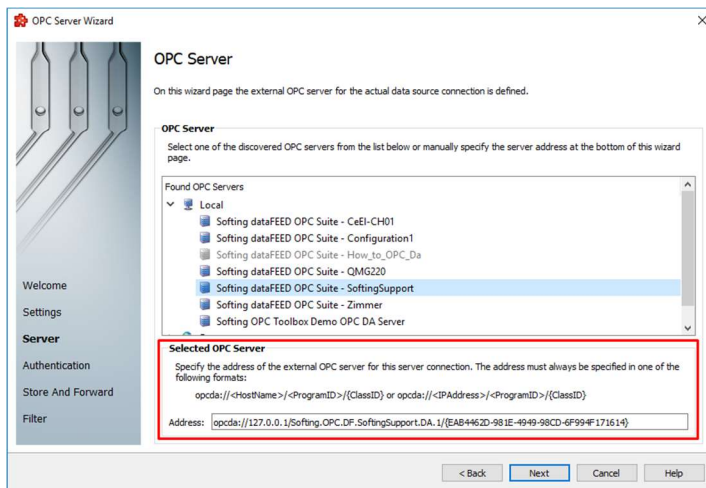 OPC Server Wizard
OPC Server
On this wizard page the external OPC server for the actual data source connection is defined.
OPC Server
Select one of the discovered OPC servers from the list below or manually specify the server address at the bottom of this wizard
page.
Found OPC Servers
Local
Softing dataFEED OPC Suite - CeEI-CH01
Softing dataFEED OPC Suite - Configuration1
Softing dataFEED OPC Suite - How_to_OPC_Da
Softing dataFEED OPC Suite - QMG220
Softing dataFEED OPC Suite - SoftingSupport
Softing dataFEED OPC Suite - Zimmer
Softing OPC Toolbox Demo OPC DA Server
Welcome
Settings
Server
Authentication
Store And Forward
Filter
Selected OPC Server
Specify the address of the external OPC server for this server connection. The address must always be specified in one of the
following formats:
opcda://<HostName>/<ProgramID>/{ClassID} or opcda://<IPAddress/<ProgramID>/{ClassID}
Address: opcda://127.0.0.1/Softing.OPC.DF.SoftingSupport.DA.1/{EAB4462D-981E-4949-98CD-6F994F171614}
< Back
Next
Cancel
Help